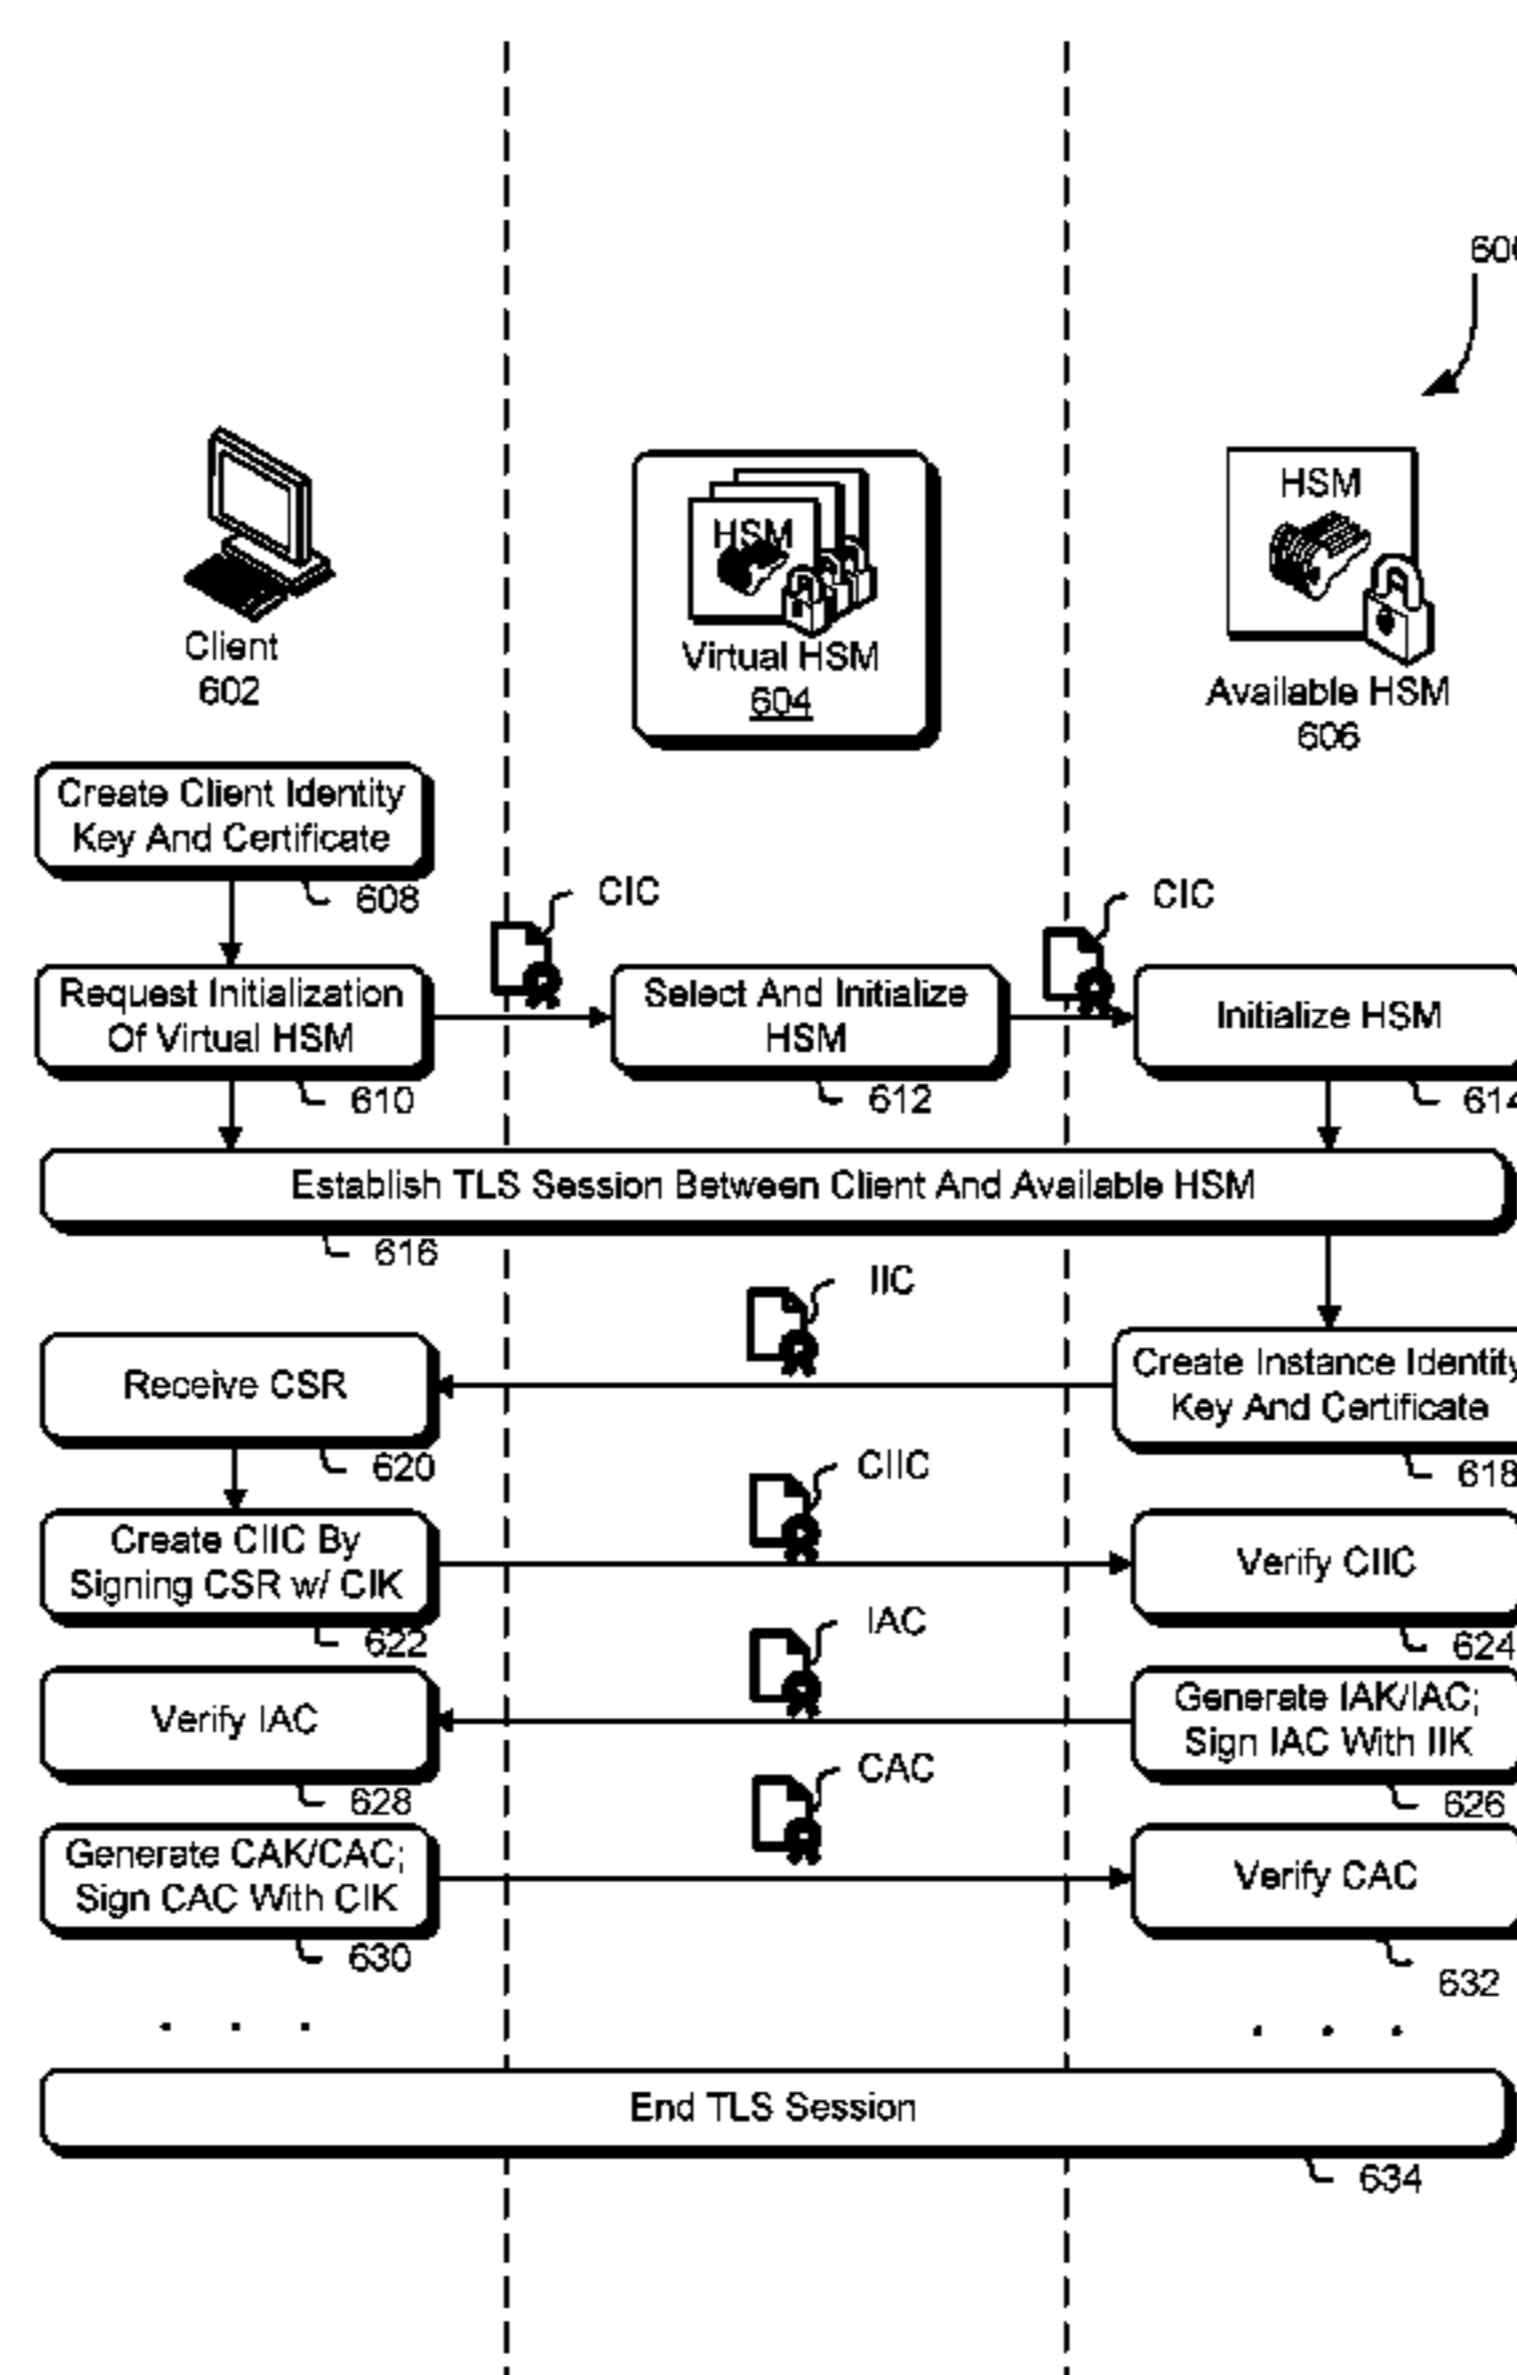 600
HSM
HSM
Client
602
Virtual HSM
604
Available HSM
606
Create Client Identity
Key And Certificate
608
CIC
CIC
Request Initialization
Of Virtual HSM
610
Select And Initialize
HSM
612
Initialize HSM
614
Establish TLS Session Between Client And Available HSM
616
IIC
Receive CSR
620
Create Instance Identity
Key And Certificate
618
CIIC
Create CIIC By
Signing CSR w/ CIK
622
Verify CIIC
624
IAC
Verify IAC
628
Generate IAK/IAC;
Sign IAC With IIK
626
CAC
Generate CAK/CAC;
Sign CAC With CIK
630
Verify CAC
632
. . .
. . .
End TLS Session
634